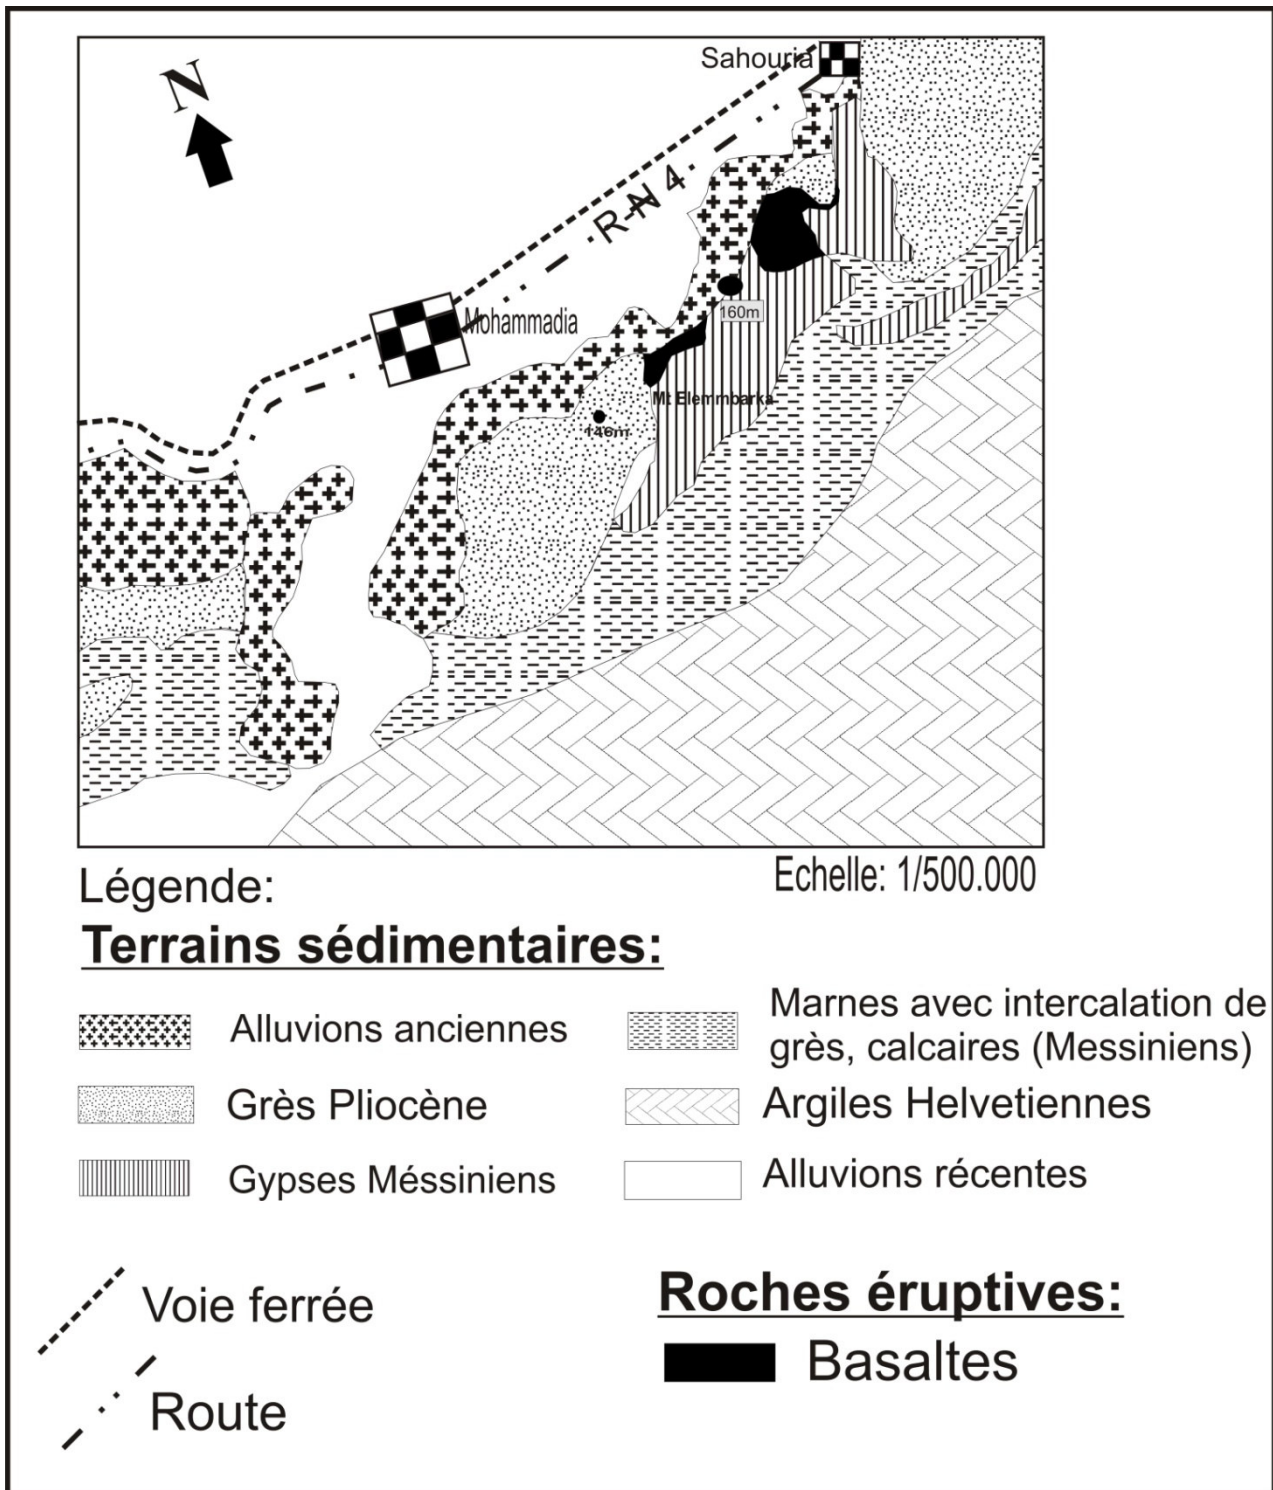 Sahouria
N
R-N 4
Mohammadia
160m
Mt Elemmbarka
146m
Légende:
Echelle: 1/500.000
Terrains sédimentaires:
Alluvions anciennes
Marnes avec intercalation de
grès, calcaires (Messiniens)
Grès Pliocène
Argiles Helvetiennes
Gypses Méssiniens
Alluvions récentes
Voie ferrée
Roches éruptives:
Basaltes
Route